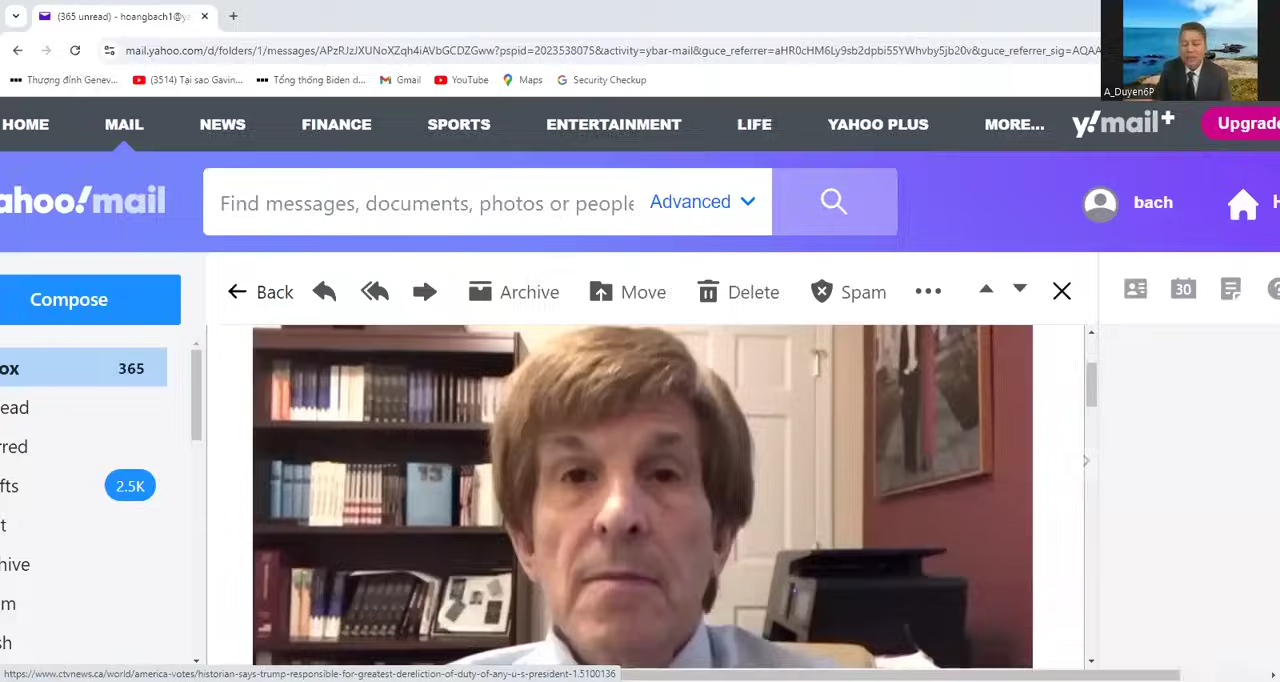 (365 unread) - hoangbach1@ya
mail.yahoo.com/d/folders/1/messages/APzRJzJXUNoXZqh4iAVbGCDZGww?pspid=2023538075&activity=ybar-mail&guce_referrer=aHR0cHM6Ly9sb2dpbi55YWhvby5jb20v&guce_referrer_sig=AQAA
Thượng đỉnh Genev... (3514) Tại sao Gavin... Tổng thống Biden d... Gmail YouTube Maps Security Checkup
A_Duyen6P
HOME MAIL NEWS FINANCE SPORTS ENTERTAINMENT LIFE YAHOO PLUS MORE... y!mail+ Upgrade
ahoo!mail Find messages, documents, photos or people Advanced bach H
Compose Back Archive Move Delete Spam ••• 30
ox 365
ead
rred
fts 2.5K
t
hive
m
sh
https://www.ctvnews.ca/world/america-votes/historian-says-trump-responsible-for-greatest-dereliction-of-duty-of-any-u-s-president-1.5100136